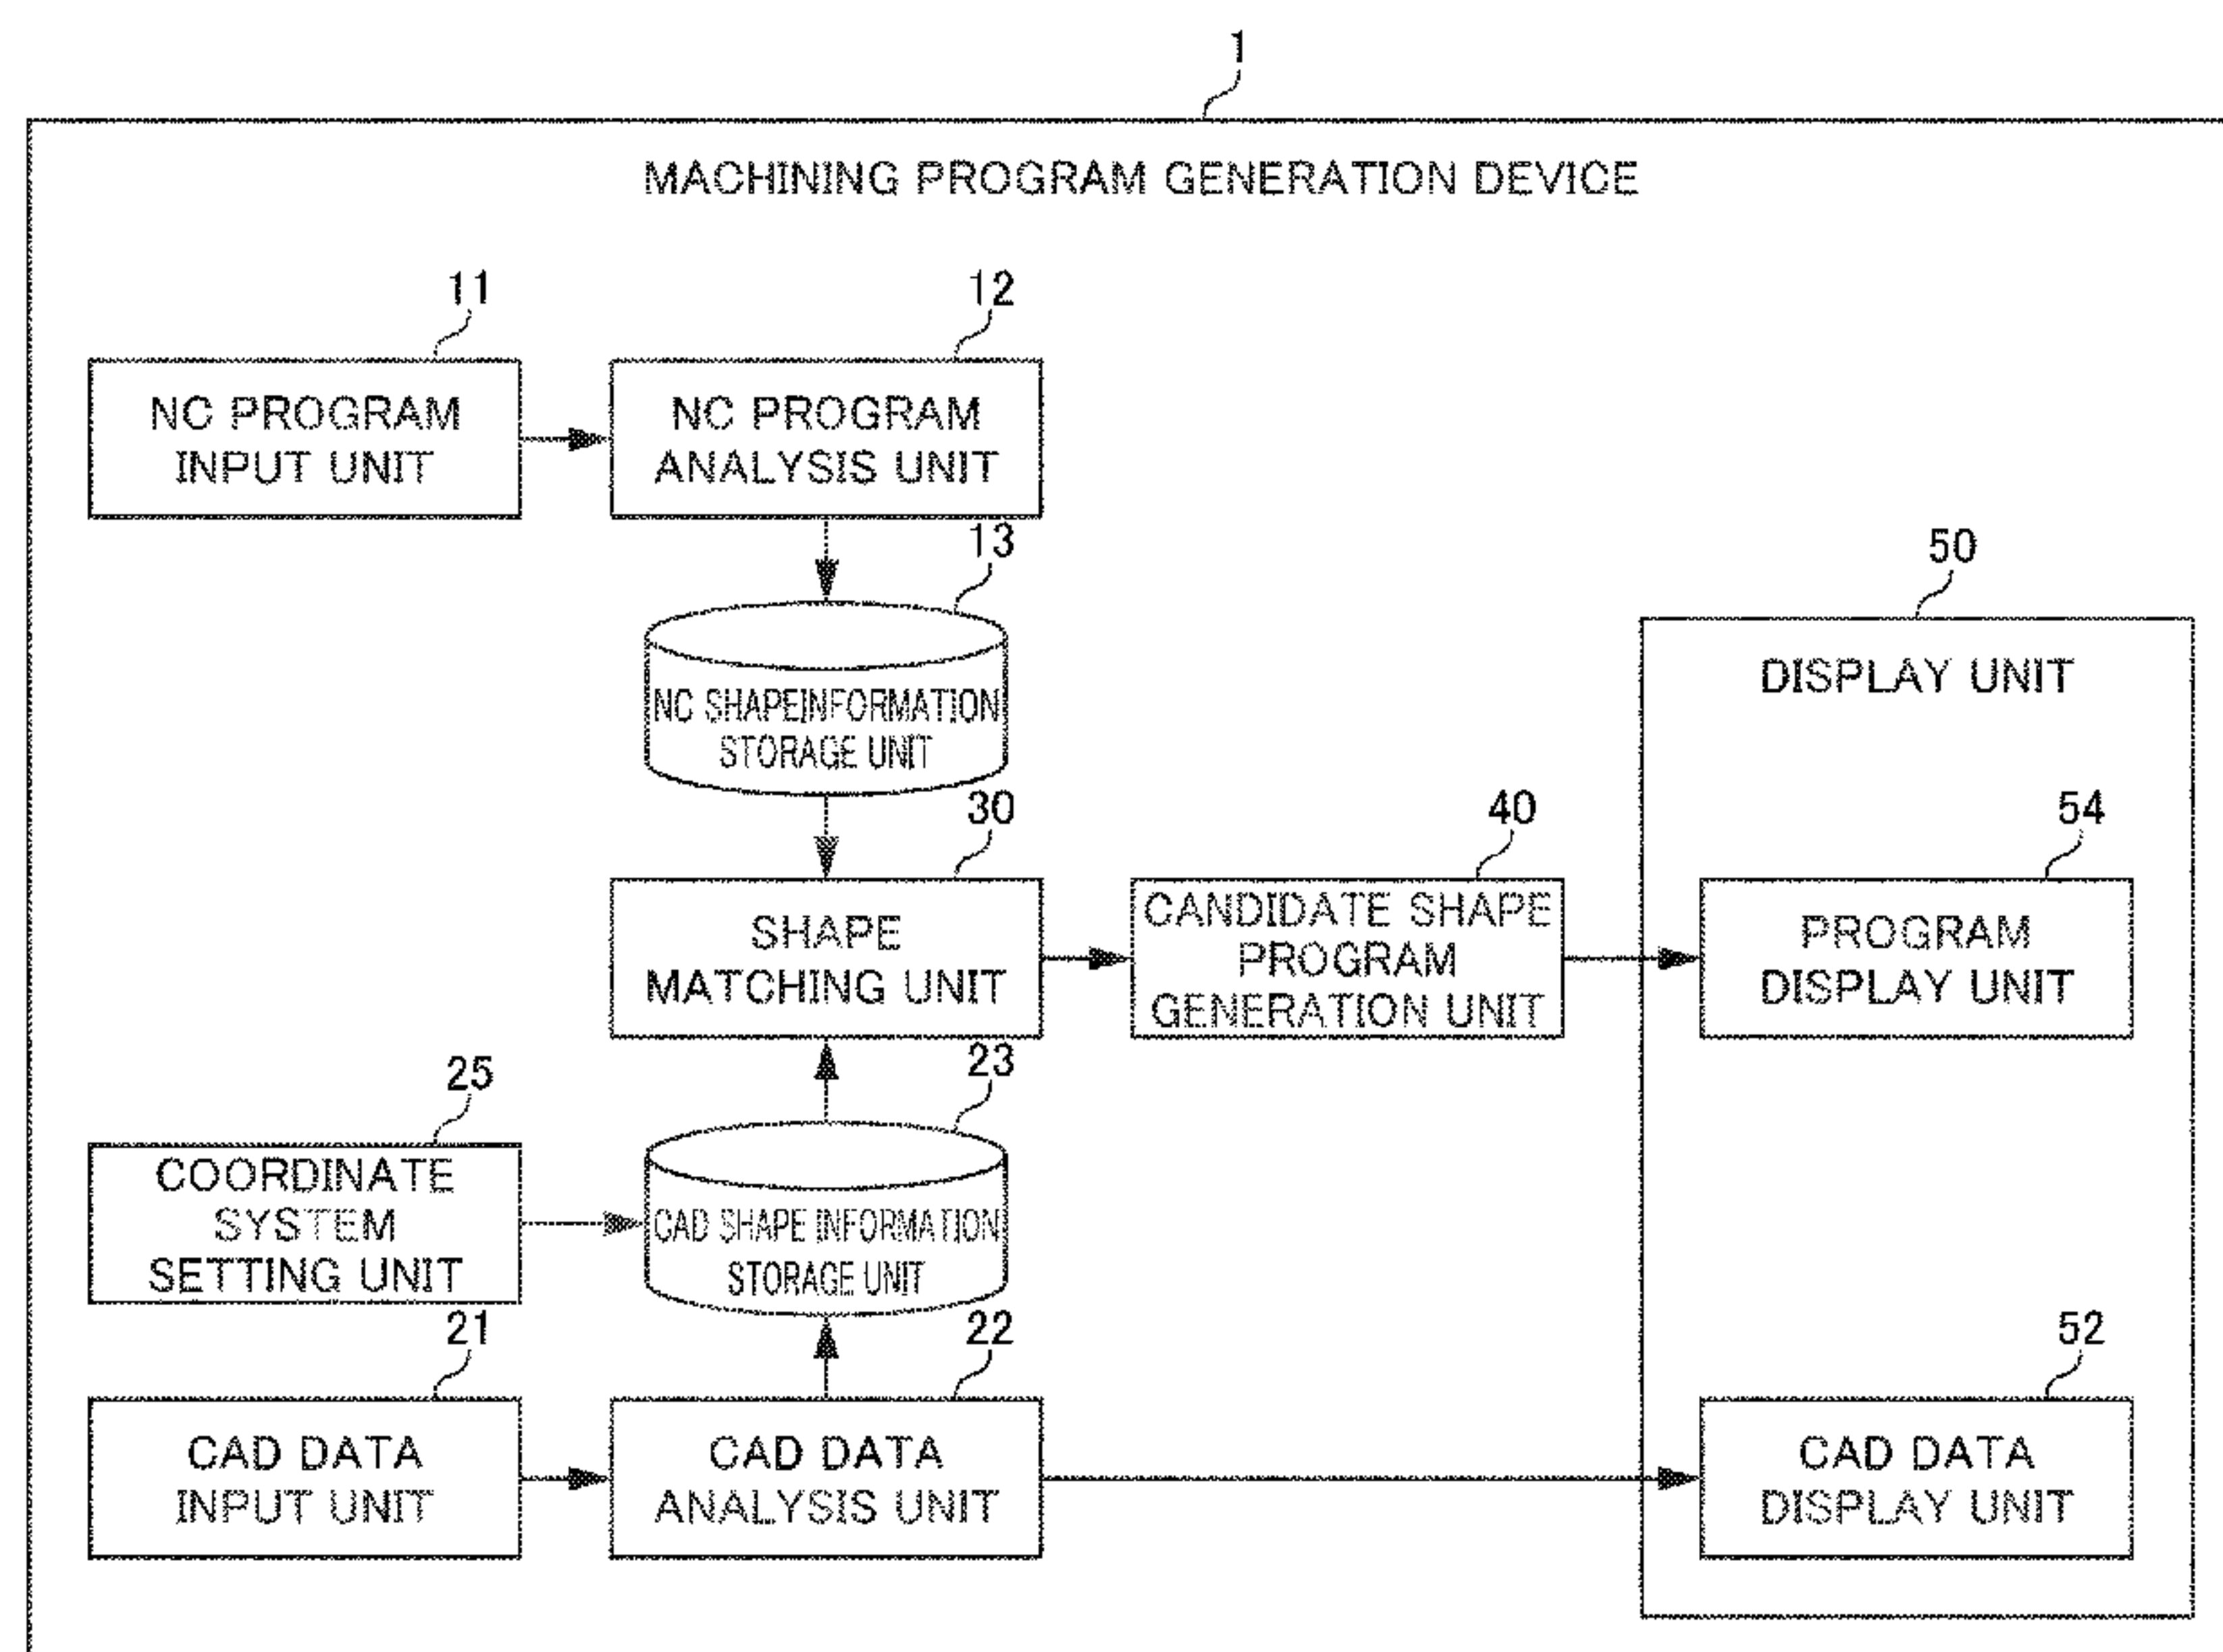 1
MACHINING PROGRAM GENERATION DEVICE
11
NC PROGRAM
INPUT UNIT
12
NC PROGRAM
ANALYSIS UNIT
13
NC SHAPEINFORMATION
STORAGE UNIT
50
DISPLAY UNIT
30
SHAPE
MATCHING UNIT
40
CANDIDATE SHAPE
PROGRAM
GENERATION UNIT
54
PROGRAM
DISPLAY UNIT
25
COORDINATE
SYSTEM
SETTING UNIT
23
CAD SHAPE INFORMATION
STORAGE UNIT
21
CAD DATA
INPUT UNIT
22
CAD DATA
ANALYSIS UNIT
52
CAD DATA
DISPLAY UNIT